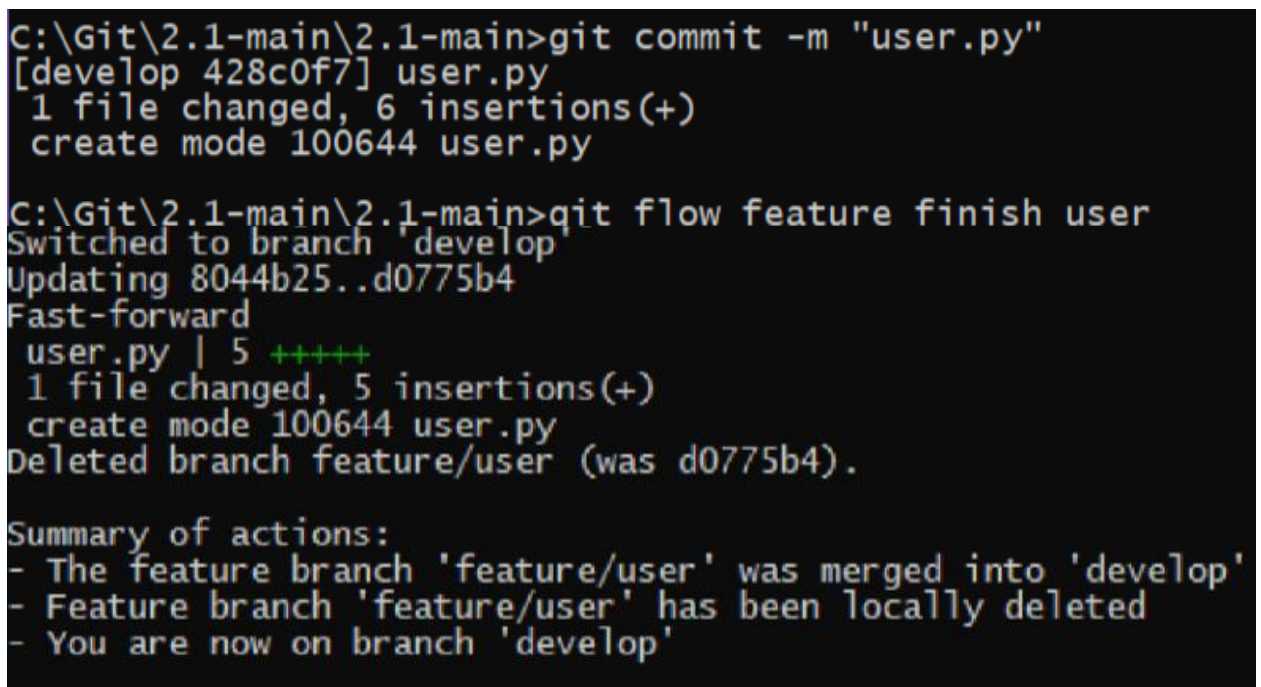 C:\Git\2.1-main\2.1-main>git commit -m "user.py"
[develop 428c0f7] user.py
1 file changed, 6 insertions(+)
create mode 100644 user.py
C:\Git\2.1-main\2.1-main>git flow feature finish user
Switched to branch 'develop'
Updating 8044b25..d0775b4
Fast-forward
user.py | 5 +++++
1 file changed, 5 insertions(+)
create mode 100644 user.py
Deleted branch feature/user (was d0775b4).
Summary of actions:
- The feature branch 'feature/user' was merged into 'develop'
- Feature branch 'feature/user' has been locally deleted
- You are now on branch 'develop'